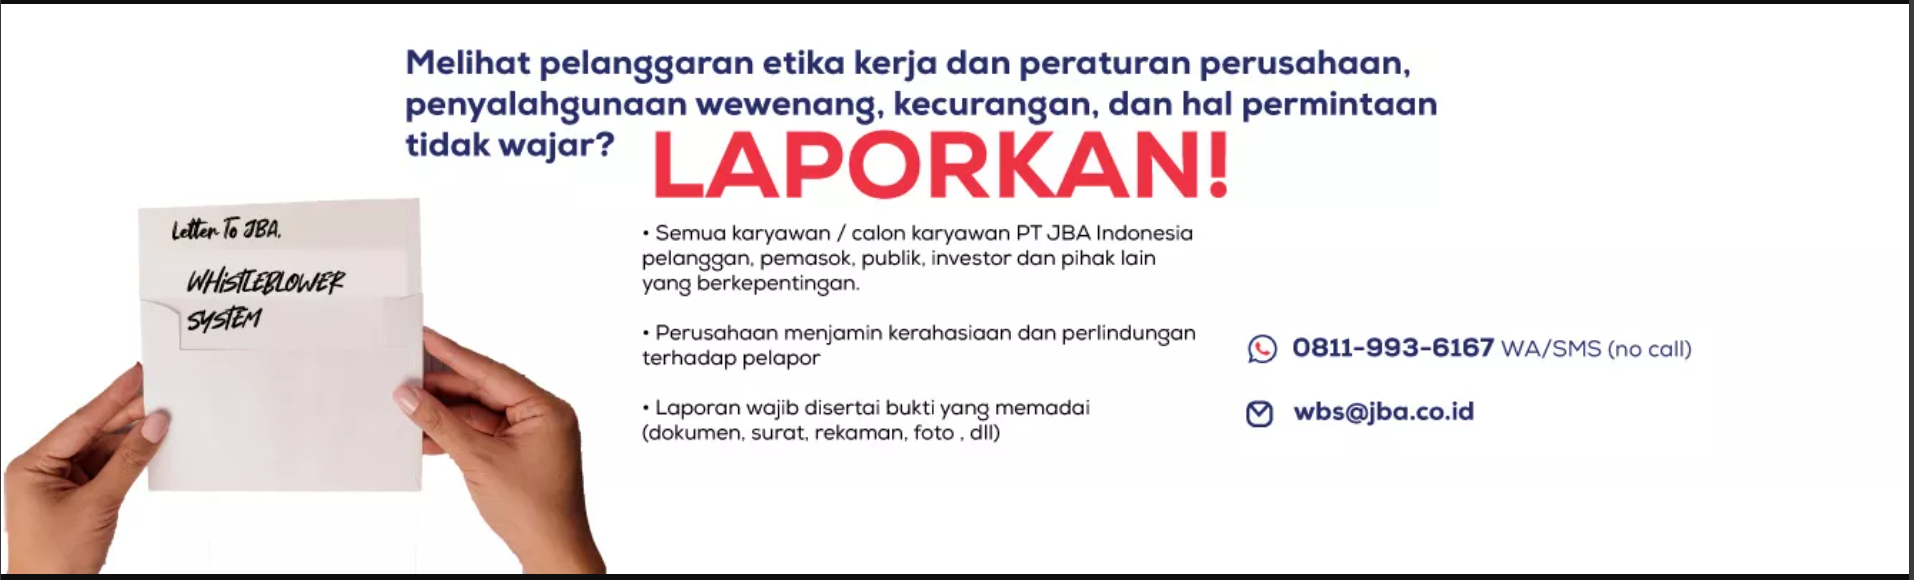 Melihat pelanggaran etika kerja dan peraturan perusahaan,
penyalahgunaan wewenang, kecurangan, dan hal permintaan
tidak wajar?
LAPORKAN!
Letter To JBA,
WHISTLEBLOWER
SYSTEM
• Semua karyawan / calon karyawan PT JBA Indonesia
pelanggan, pemasok, publik, investor dan pihak lain
yang berkepentingan.
• Perusahaan menjamin kerahasiaan dan perlindungan
terhadap pelapor
• Laporan wajib disertai bukti yang memadai
(dokumen, surat, rekaman, foto , dll)
0811-993-6167 WA/SMS (no call)
wbs@jba.co.id